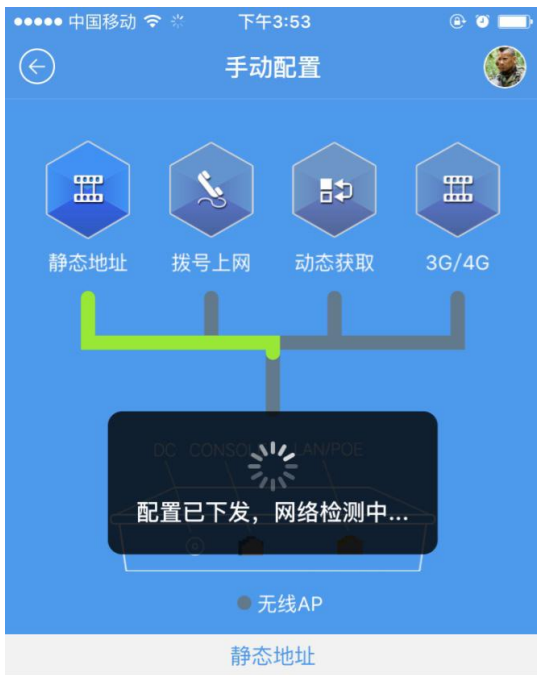 中国移动 下午3:53
手动配置
静态地址 拨号上网 动态获取 3G/4G
DC CONSOLE LAN/POE
配置已下发，网络检测中...
无线AP
静态地址